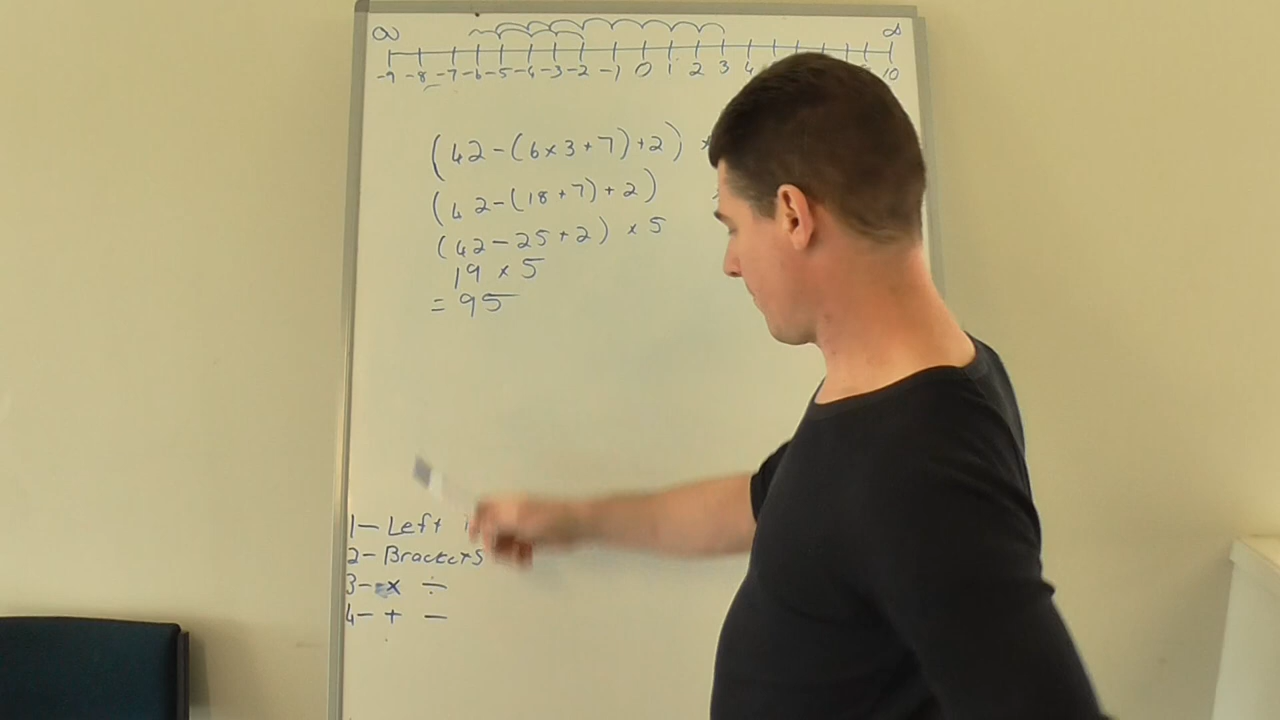 ∞ ∞
-9 -8 -7 -6 -5 -4 -3 -2 -1 0 1 2 3 4 10
(42-(6×3+7)+2) ×
(42-(18+7)+2)
(42-25+2) × 5
19 × 5
= 95
1- Left
2- Brackets
3- × ÷
4- + -